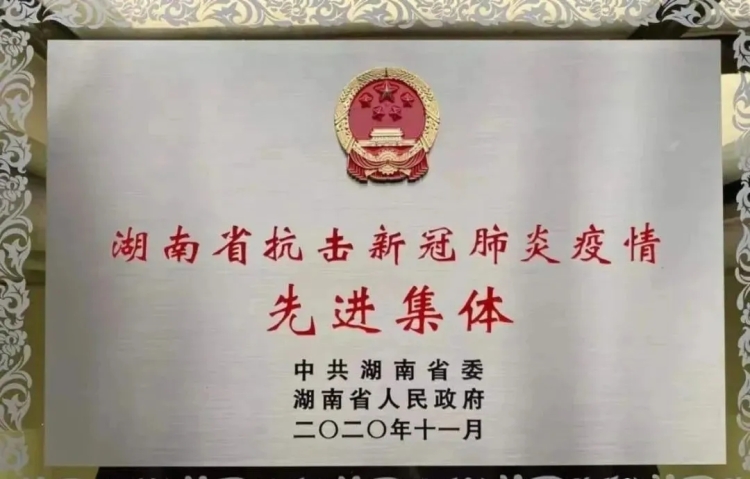 湖南省抗击新冠肺炎疫情
先进集体
中共湖南省委
湖南省人民政府
二〇二〇年十一月